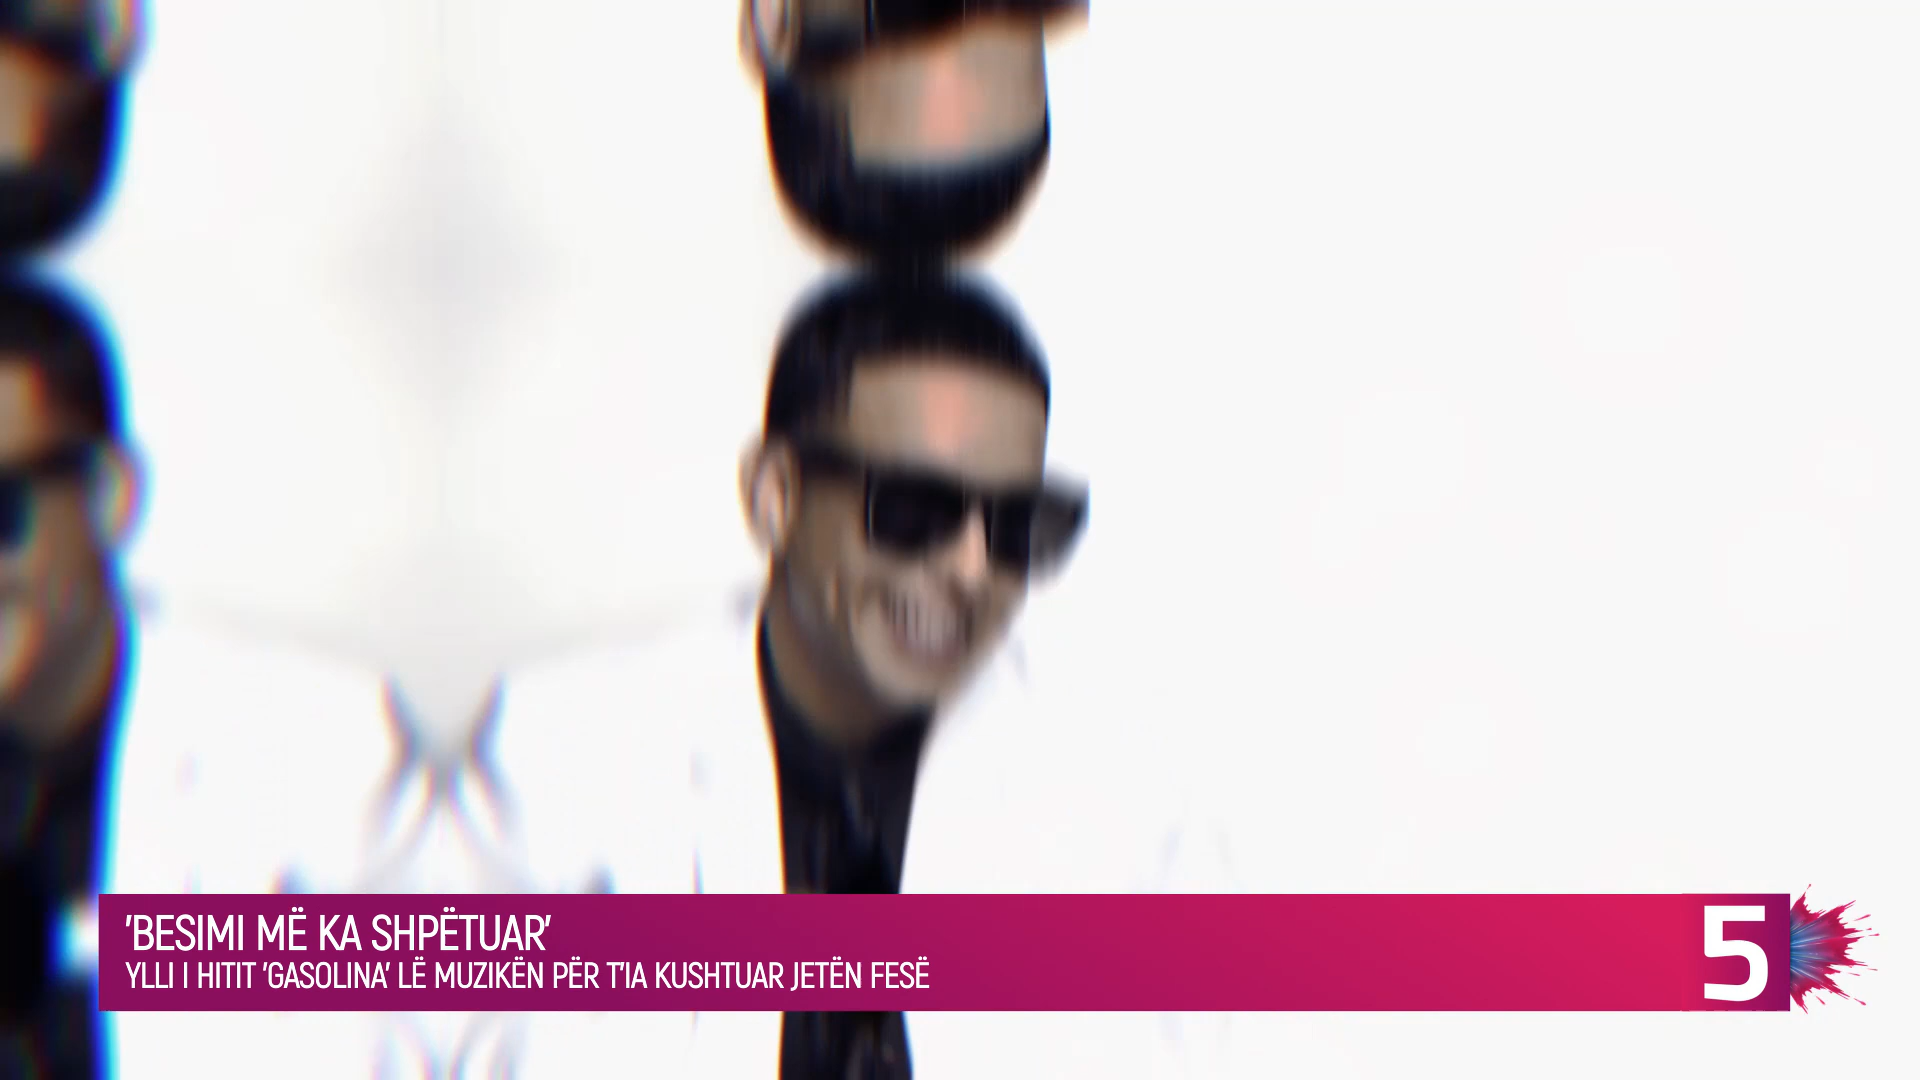 'BESIMI MË KA SHPËTUAR'
YLLI I HITIT 'GASOLINA' LË MUZIKËN PËR T'IA KUSHTUAR JETËN FESË
5